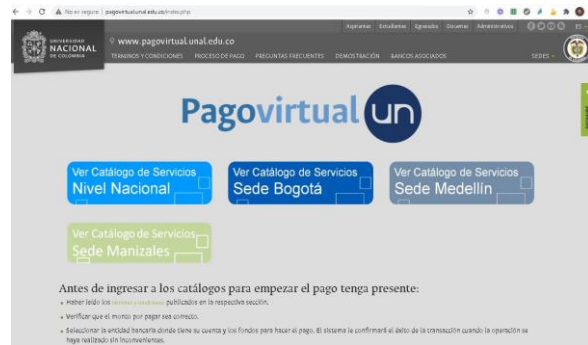 No es seguro | pagovirtual.unal.edu.co/index.php
Aspirantes Estudiantes Egresados Docentes Administrativos ES
UNIVERSIDAD
NACIONAL
DE COLOMBIA
www.pagovirtual.unal.edu.co
TÉRMINOS Y CONDICIONES PROCESO DE PAGO PREGUNTAS FRECUENTES DEMOSTRACIÓN BANCOS ASOCIADOS SEDES
Pagovirtual un
Ver Catálogo de Servicios
Nivel Nacional
Ver Catálogo de Servicios
Sede Bogotá
Ver Catálogo de Servicios
Sede Medellín
Ver Catálogo de Servicios
Sede Manizales
Antes de ingresar a los catálogos para empezar el pago tenga presente:
Haber leído los términos y condiciones publicados en la respectiva sección.
Verificar que el monto por pagar sea correcto.
Seleccionar la entidad bancaria donde tiene su cuenta y los fondos para hacer el pago. El sistema le confirmará el éxito de la transacción cuando la operación se
haya realizado sin inconvenientes.